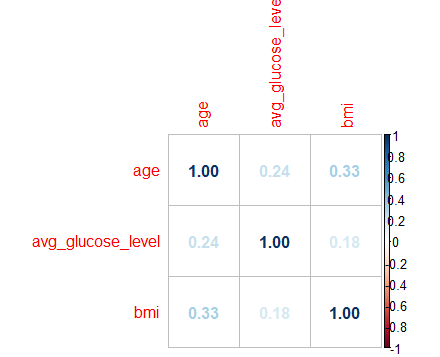 age
avg_glucose_leve
bmi
age 1.00 0.24 0.33
avg_glucose_level 0.24 1.00 0.18
bmi 0.33 0.18 1.00
1
0.8
0.6
0.4
0.2
0
-0.2
-0.4
-0.6
-0.8
-1